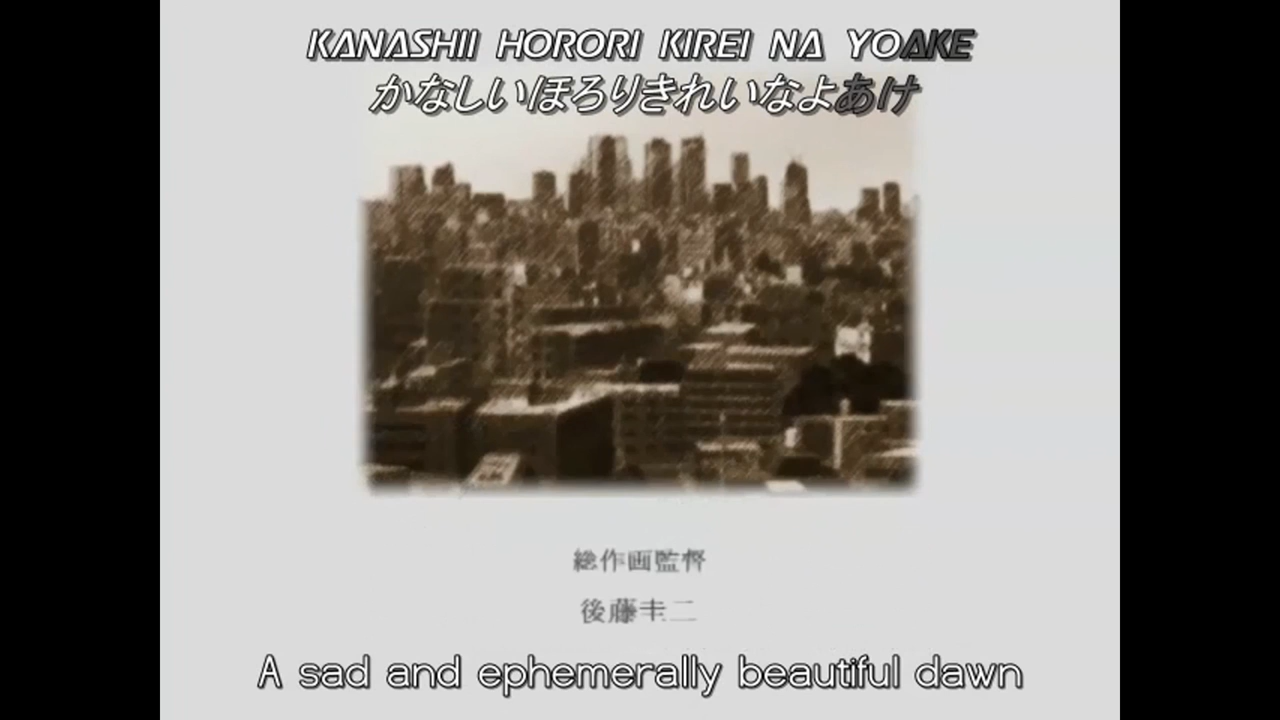 KANASHII HORORI KIREI NA YOAKE
かなしいほろりきれいなよあけ
総作画監督
後藤圭二
A sad and ephemerally beautiful dawn